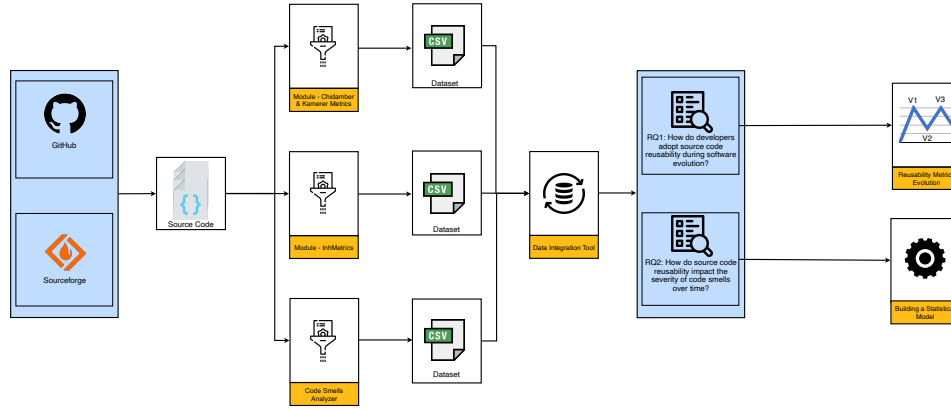 GitHub
Sourceforge
{ }
Source Code
Module - Chidamber
& Kamerer Metrics
Module - InhMetrics
Code Smells
Analyzer
CSV
Dataset
CSV
Dataset
CSV
Dataset
Data Integration Tool
RQ1: How do developers
adopt source code
reusability during software
evolution?
RQ2: How do source code
reusability impact the
severity of code smells
over time?
V1
V3
V2
Reusability Metric
Evolution
Building a Statistica
Model